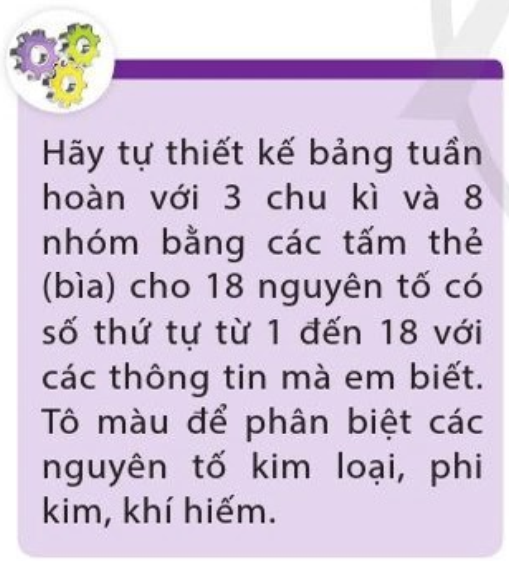 Hãy tự thiết kế bảng tuần
hoàn với 3 chu kì và 8
nhóm bằng các tấm thẻ
(bìa) cho 18 nguyên tố có
số thứ tự từ 1 đến 18 với
các thông tin mà em biết.
Tô màu để phân biệt các
nguyên tố kim loại, phi
kim, khí hiếm.